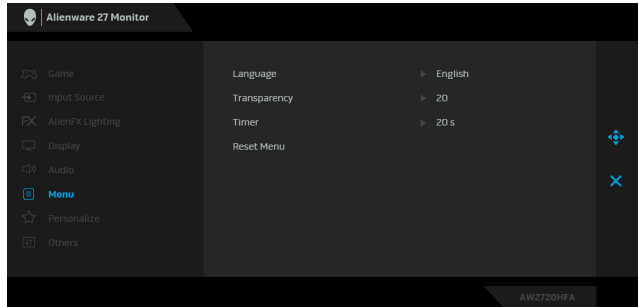 Alienware 27 Monitor
Game
Input Source
FX AlienFX Lighting
Display
Audio
Menu
Personalize
Others
Language English
Transparency 20
Timer 20 s
Reset Menu
AW2720HFA